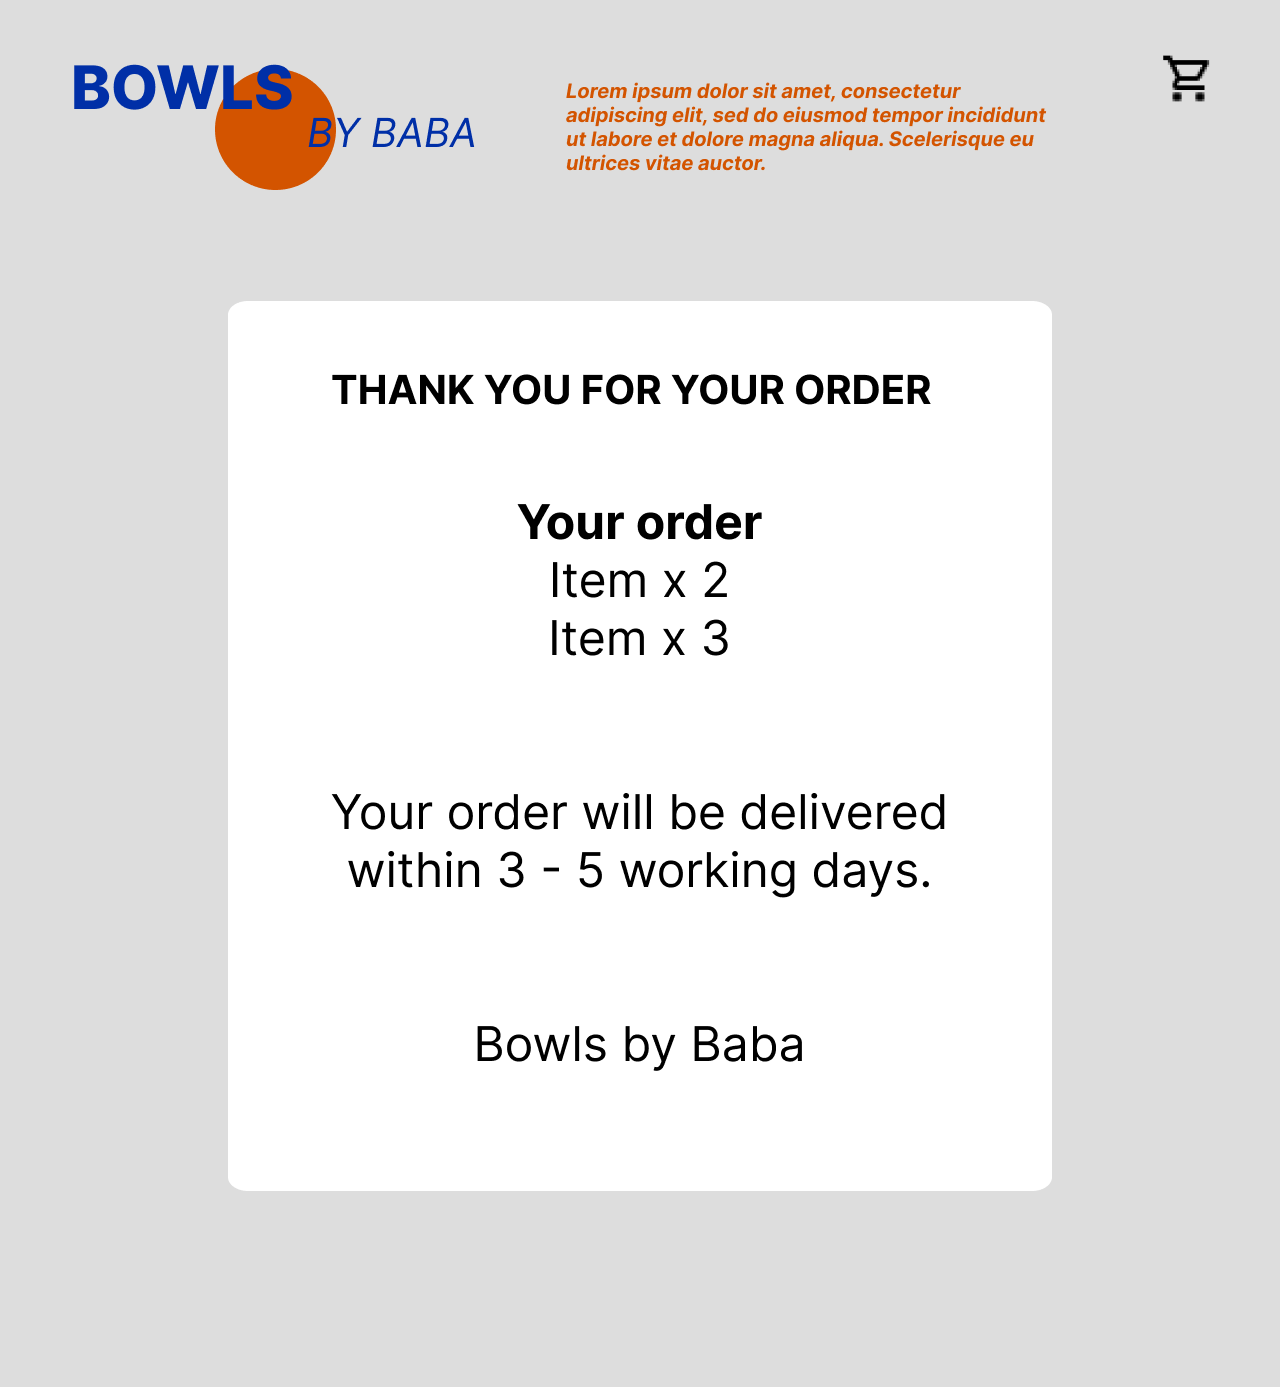 BOWLS
BY BABA
Lorem ipsum dolor sit amet, consectetur
adipiscing elit, sed do eiusmod tempor incididunt
ut labore et dolore magna aliqua. Scelerisque eu
ultrices vitae auctor.
THANK YOU FOR YOUR ORDER
Your order
Item x 2
Item x 3
Your order will be delivered
within 3 - 5 working days.
Bowls by Baba